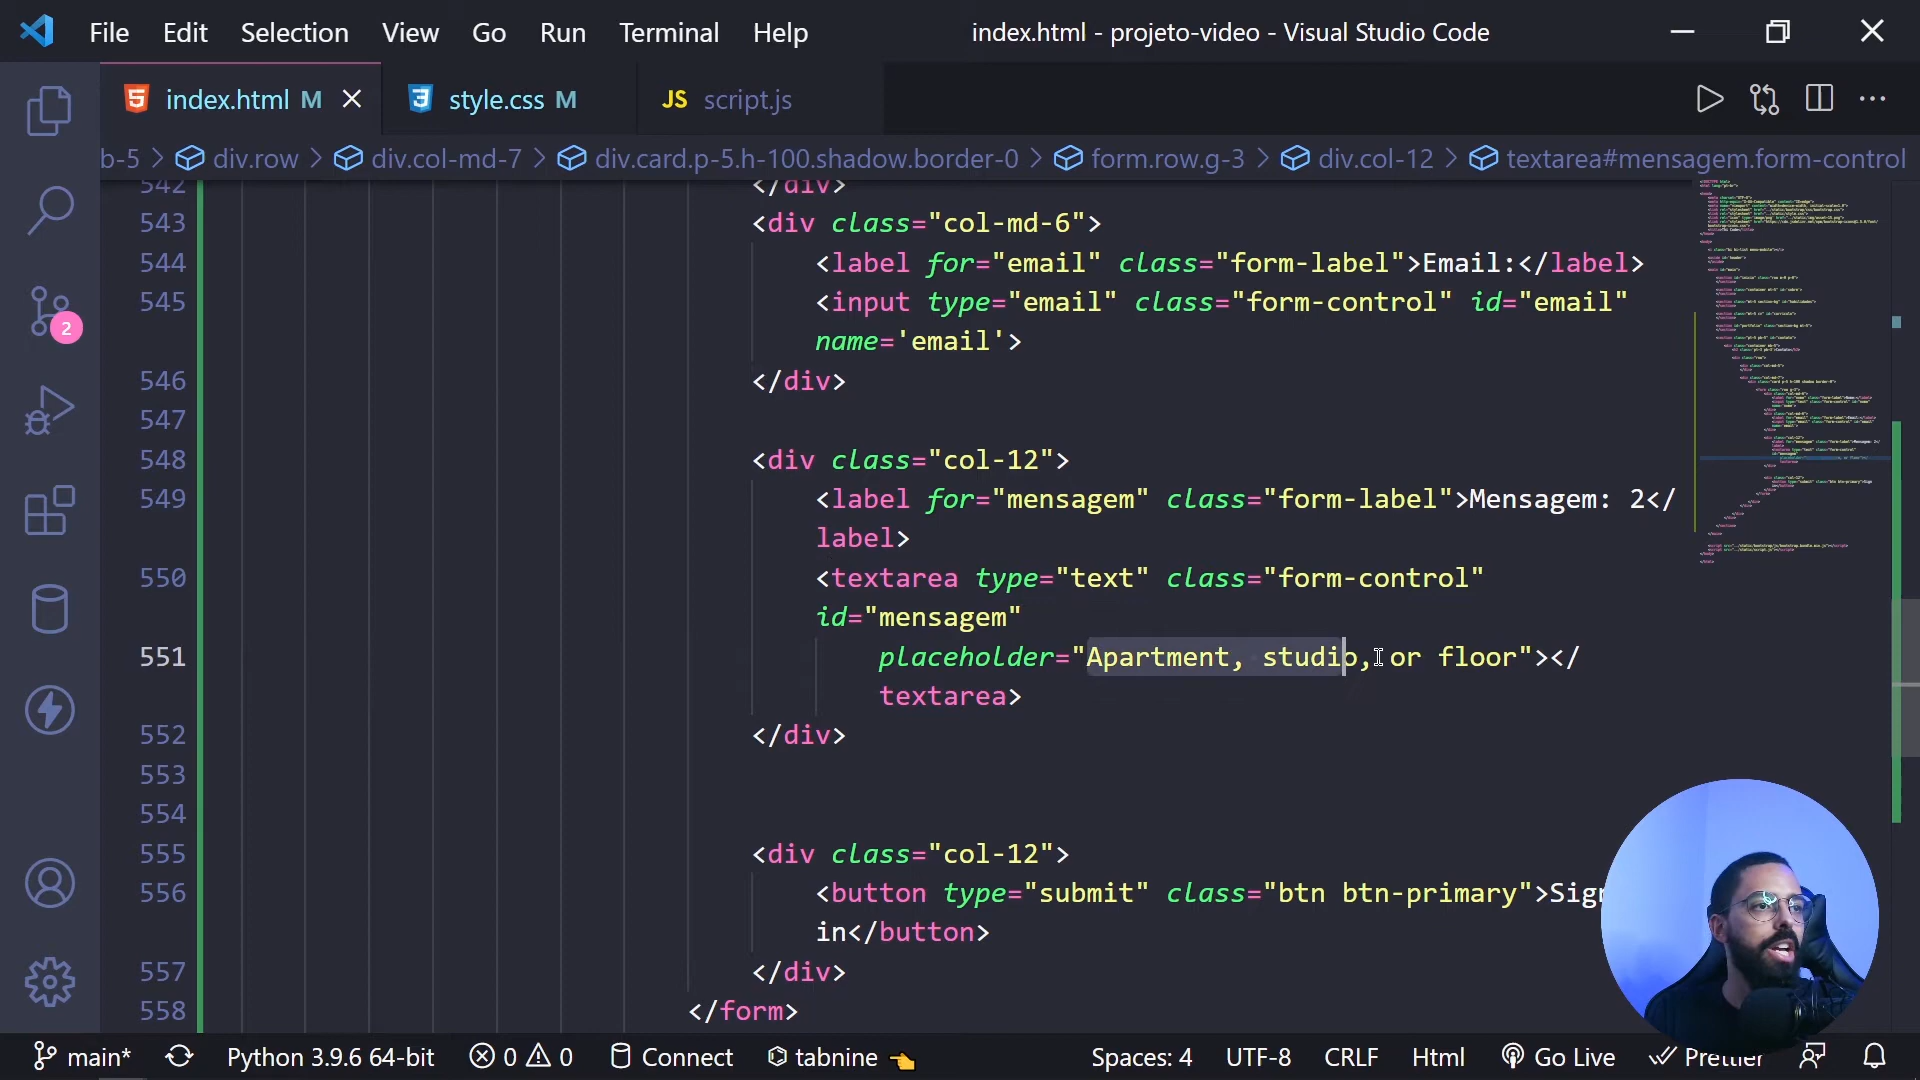 File Edit Selection View Go Run Terminal Help index.html - projeto-video - Visual Studio Code
index.html M style.css M JS script.js
b-5 > div.row > div.col-md-7 > div.card.p-5.h-100.shadow.border-0 > form.row.g-3 > div.col-12 > textarea#mensagem.form-control
542 </div>
543 <div class="col-md-6">
544 <label for="email" class="form-label">Email:</label>
545 <input type="email" class="form-control" id="email"
name='email'>
546 </div>
547
548 <div class="col-12">
549 <label for="mensagem" class="form-label">Mensagem: 2</
label>
550 <textarea type="text" class="form-control"
id="mensagem"
551 placeholder="Apartment, studio, or floor"></
textarea>
552 </div>
553
554
555 <div class="col-12">
556 <button type="submit" class="btn btn-primary">Sign
in</button>
557 </div>
558 </form>
2
main* Python 3.9.6 64-bit 0 0 Connect tabnine Spaces: 4 UTF-8 CRLF Html Go Live Prettier